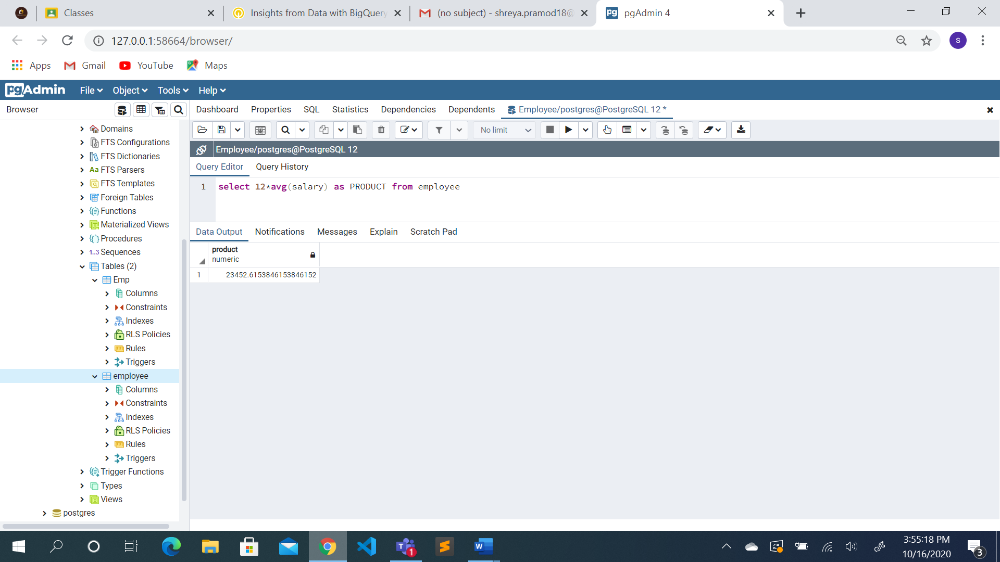 Classes
Insights from Data with BigQuery
(no subject) - shreya.pramod18@
pgAdmin 4
127.0.0.1:58664/browser/
S
Apps
Gmail
YouTube
Maps
pgAdmin
File
Object
Tools
Help
Browser
Dashboard
Properties
SQL
Statistics
Dependencies
Dependents
Employee/postgres@PostgreSQL 12 *
No limit
Employee/postgres@PostgreSQL 12
Query Editor
Query History
1 select 12*avg(salary) as PRODUCT from employee
Data Output
Notifications
Messages
Explain
Scratch Pad
product
numeric
1 23452.6153846153846152
Domains
FTS Configurations
FTS Dictionaries
Aa FTS Parsers
FTS Templates
Foreign Tables
Functions
Materialized Views
Procedures
1..3 Sequences
Tables (2)
Emp
Columns
Constraints
Indexes
RLS Policies
Rules
Triggers
employee
Columns
Constraints
Indexes
RLS Policies
Rules
Triggers
Trigger Functions
Types
Views
postgres
3:55:18 PM
10/16/2020
1
3